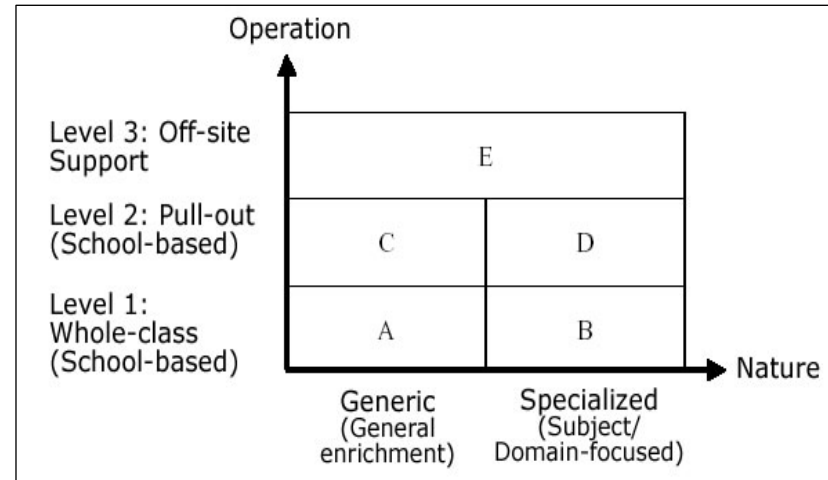 Operation
Level 3: Off-site
Support
E
Level 2: Pull-out
(School-based)
C
D
Level 1:
Whole-class
(School-based)
A
B
Nature
Generic
(General
enrichment)
Specialized
(Subject/
Domain-focused)